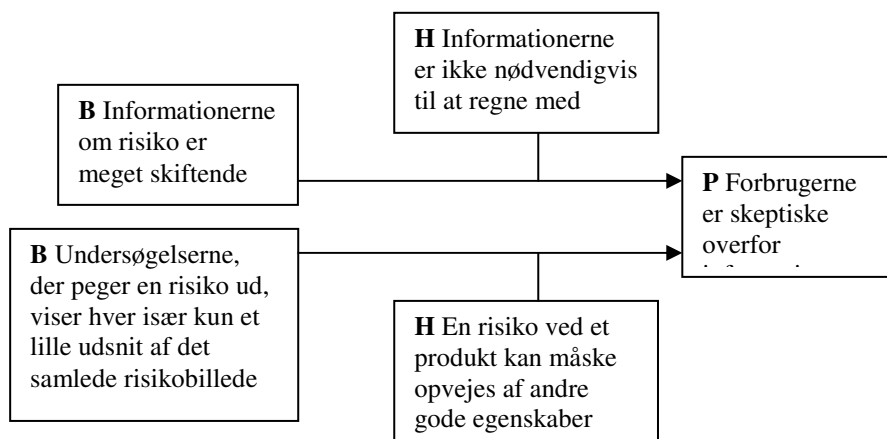 H Informationerne
er ikke nødvendigvis
til at regne med
B Informationerne
om risiko er
meget skiftende
P Forbrugerne
er skeptiske
overfor
B Undersøgelserne,
der peger en risiko ud,
viser hver især kun et
lille udsnit af det
samlede risikobillede
H En risiko ved et
produkt kan måske
opvejes af andre
gode egenskaber